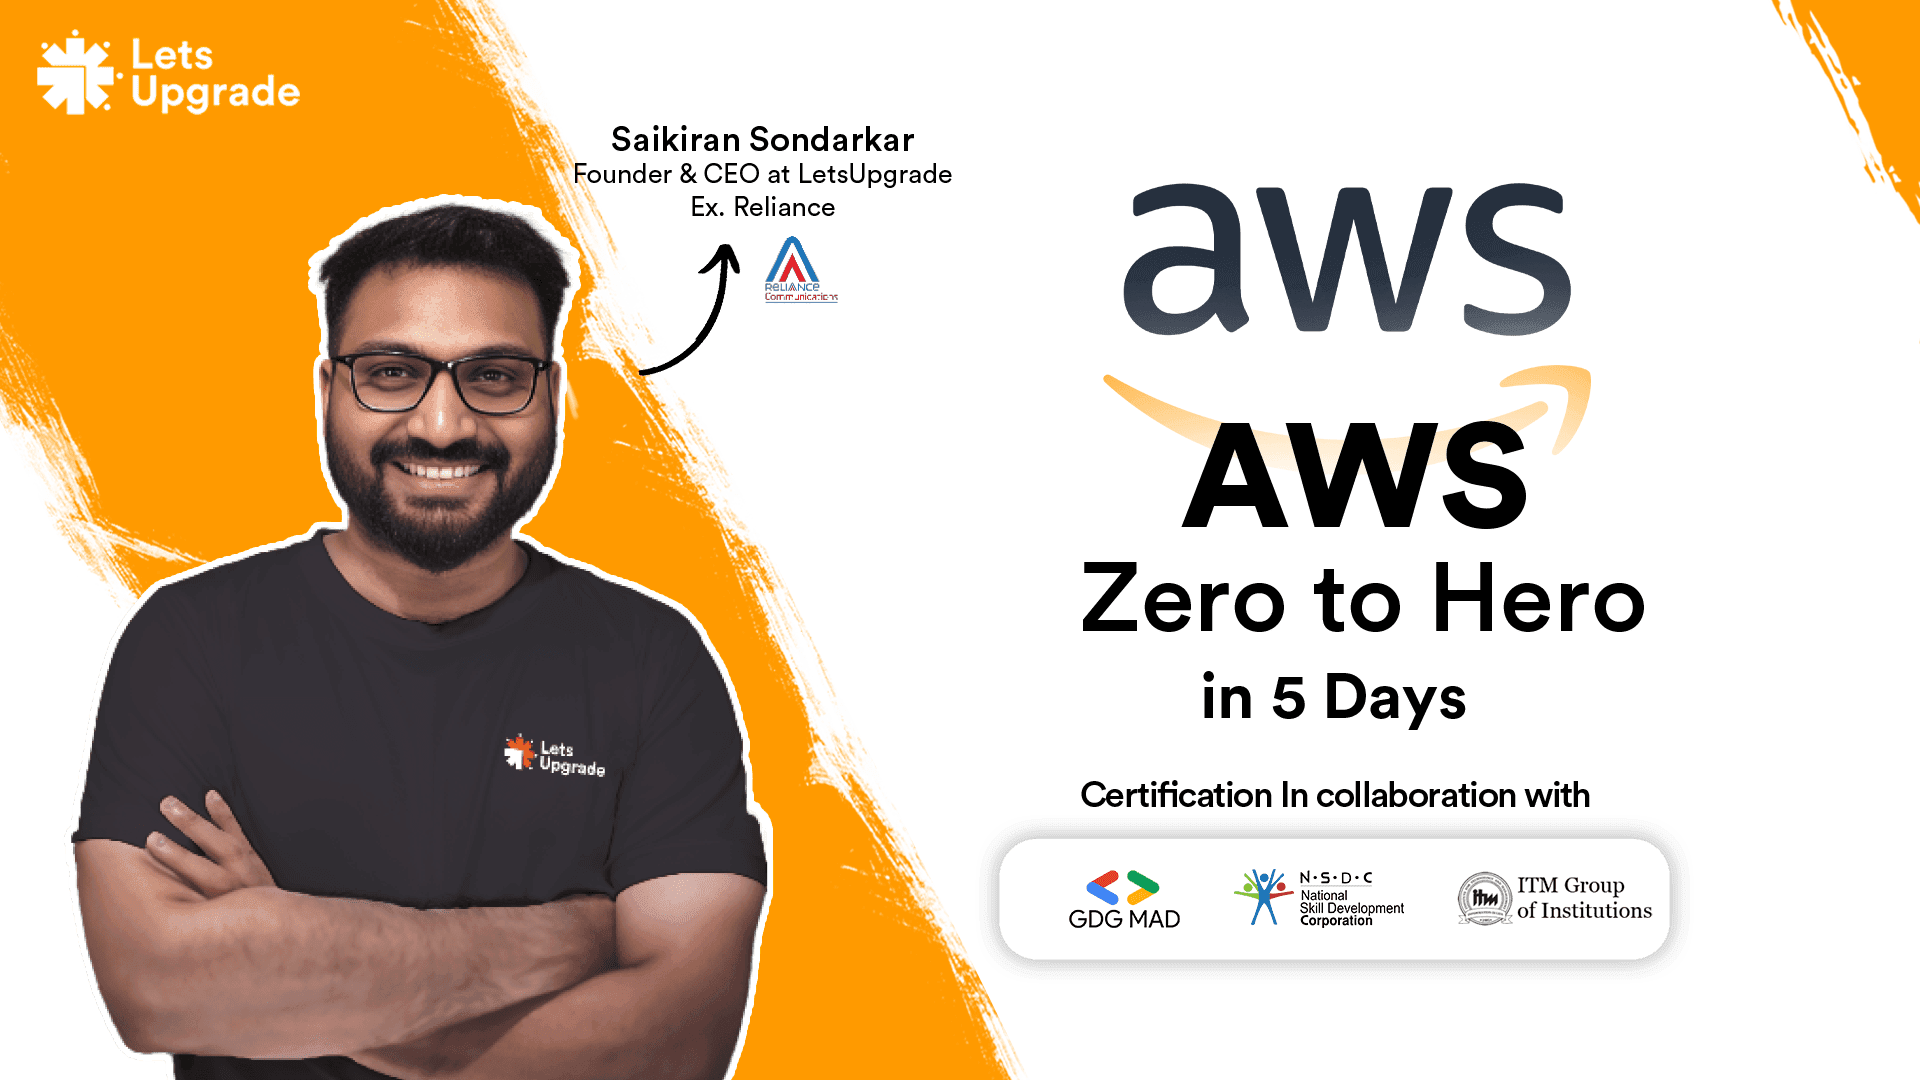 Lets
Upgrade
Saikiran Sondarkar
Founder & CEO at LetsUpgrade
Ex. Reliance
RELIANCE
Communications
aws
AWS
Zero to Hero
in 5 Days
Lets
Upgrade
Certification In collaboration with
GDG MAD
N·S·D·C
National
Skill Development
Corporation
itm
ITM Group
of Institutions